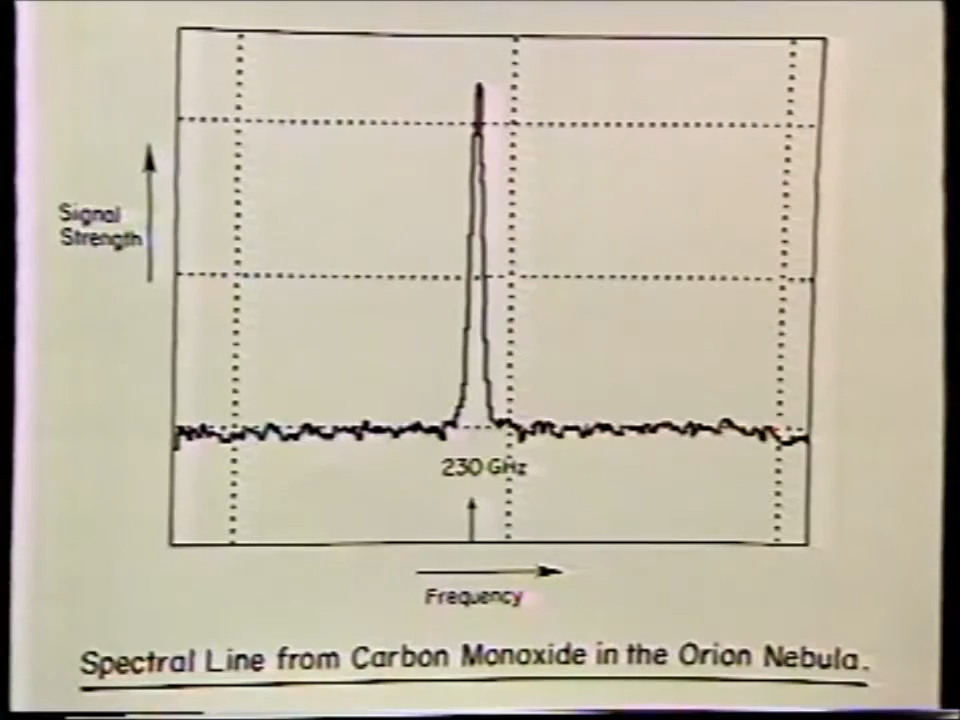 Signal
Strength
230 GHz
Frequency
Spectral Line from Carbon Monoxide in the Orion Nebula.